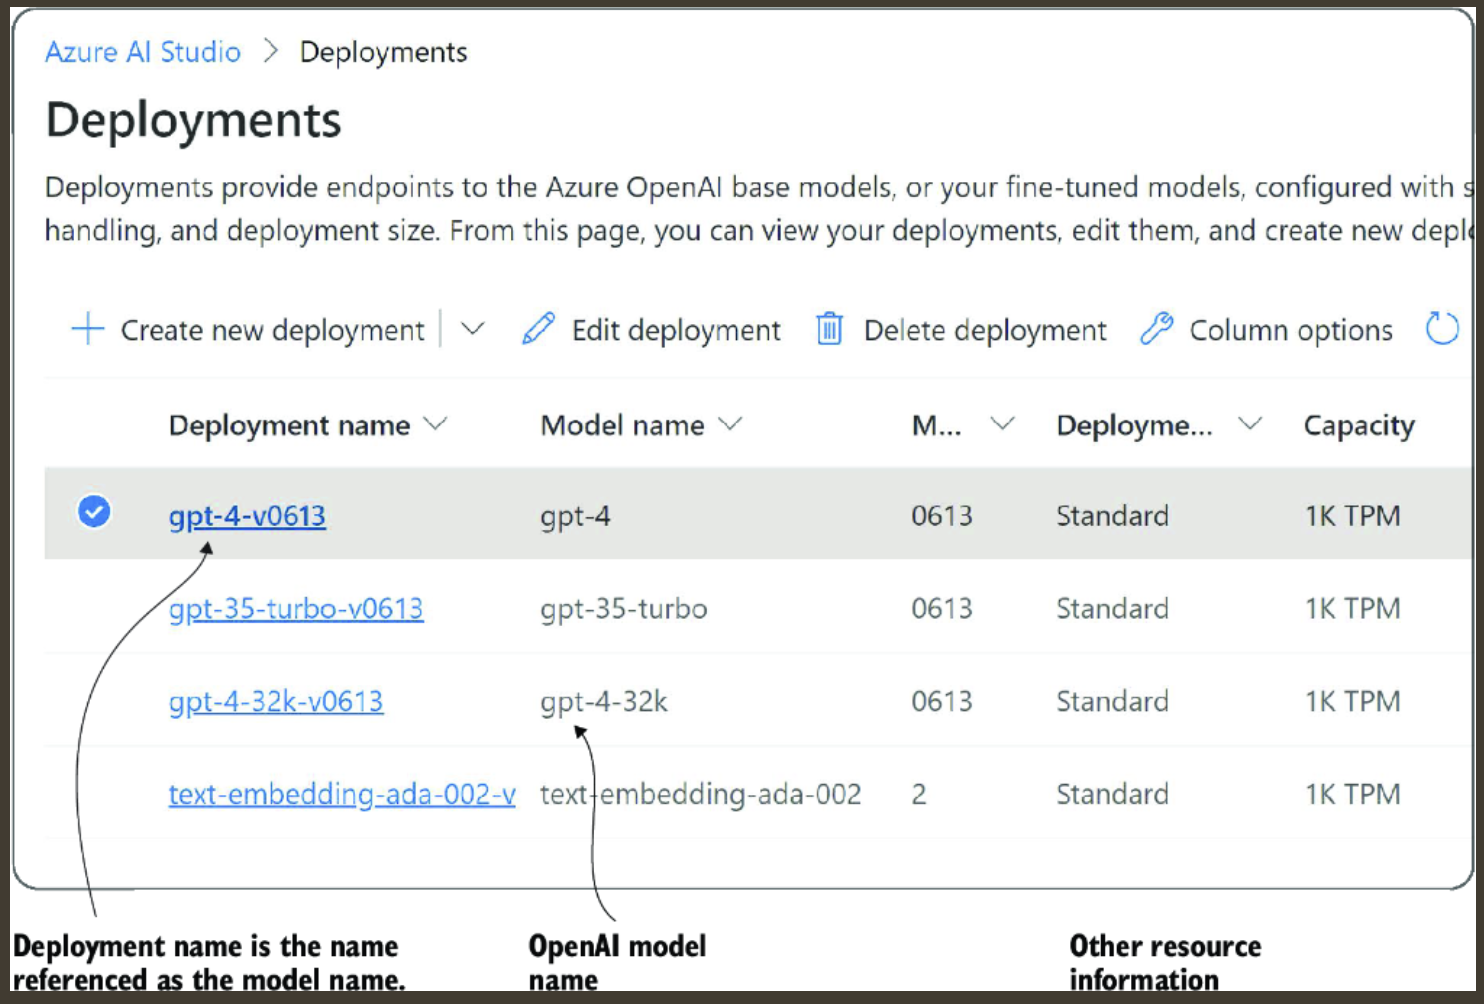 Azure AI Studio > Deployments
Deployments
Deployments provide endpoints to the Azure OpenAI base models, or your fine-tuned models, configured with s
handling, and deployment size. From this page, you can view your deployments, edit them, and create new depl
Create new deployment Edit deployment Delete deployment Column options
Deployment name Model name M... Deployme... Capacity
gpt-4-v0613 gpt-4 0613 Standard 1K TPM
gpt-35-turbo-v0613 gpt-35-turbo 0613 Standard 1K TPM
gpt-4-32k-v0613 gpt-4-32k 0613 Standard 1K TPM
text-embedding-ada-002-v text-embedding-ada-002 2 Standard 1K TPM
Deployment name is the name
referenced as the model name.
OpenAI model
name
Other resource
information